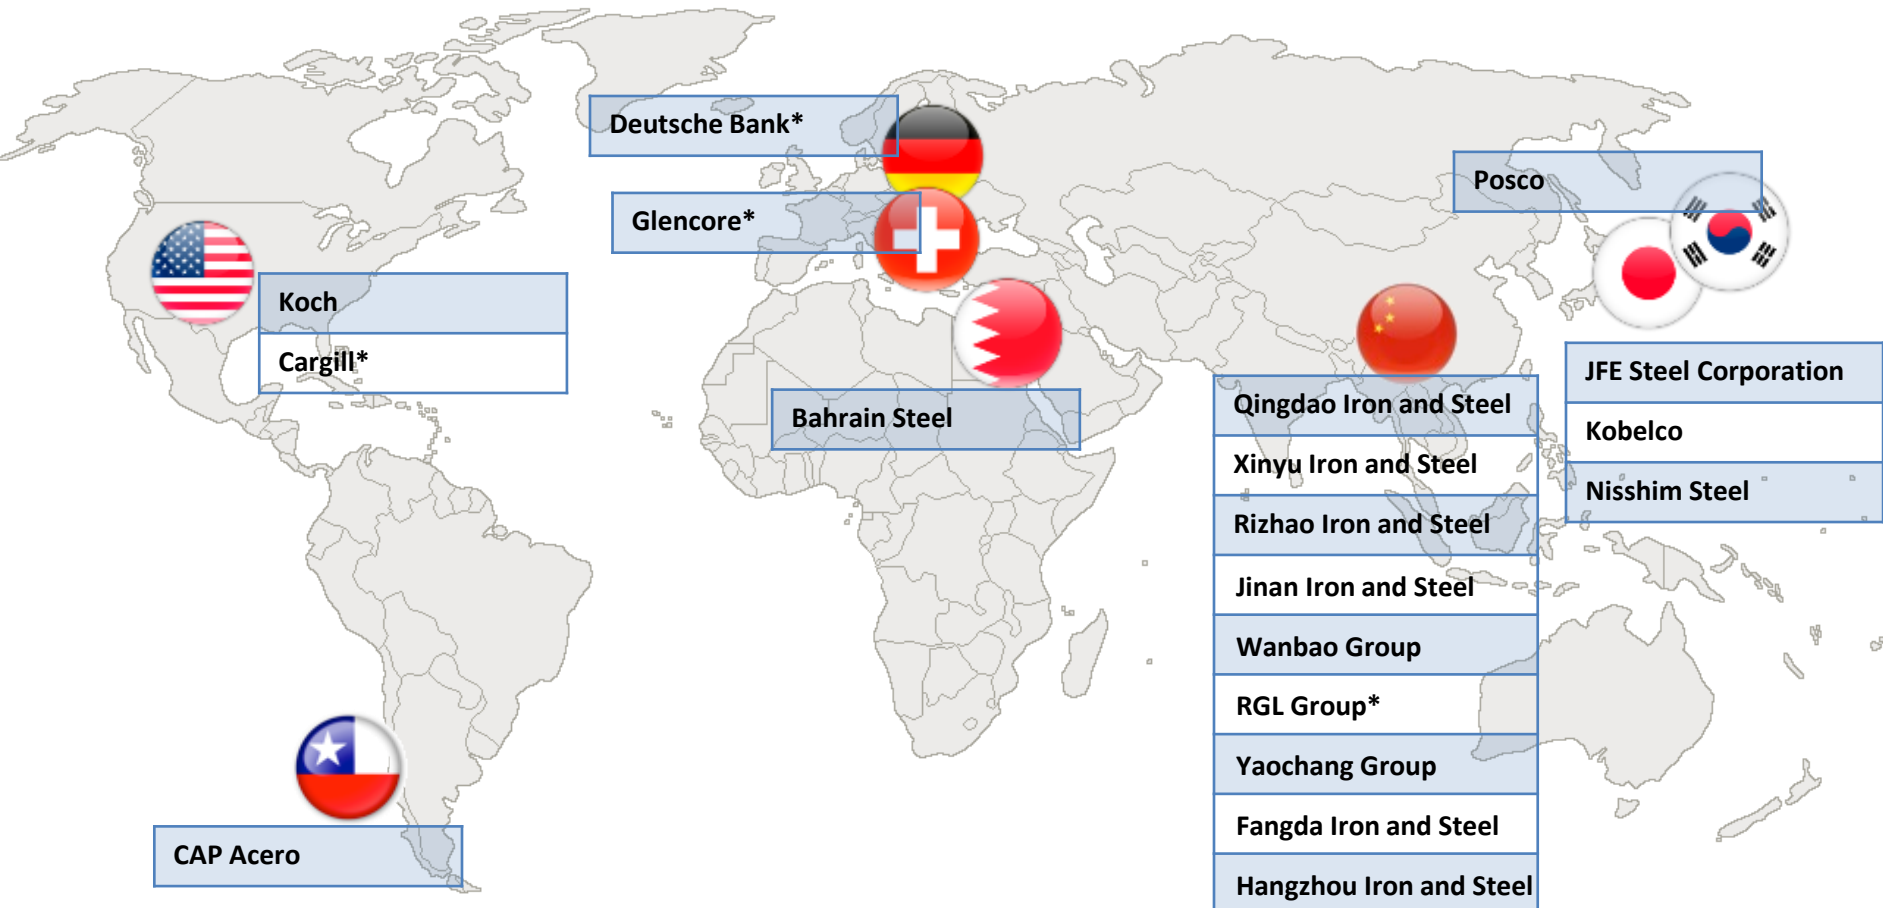 Deutsche Bank*
Glencore*
Posco
Koch
Cargill*
Bahrain Steel
JFE Steel Corporation
Kobelco
Nisshim Steel
Qingdao Iron and Steel
Xinyu Iron and Steel
Rizhao Iron and Steel
Jinan Iron and Steel
Wanbao Group
RGL Group*
Yaochang Group
Fangda Iron and Steel
Hangzhou Iron and Steel
CAP Acero